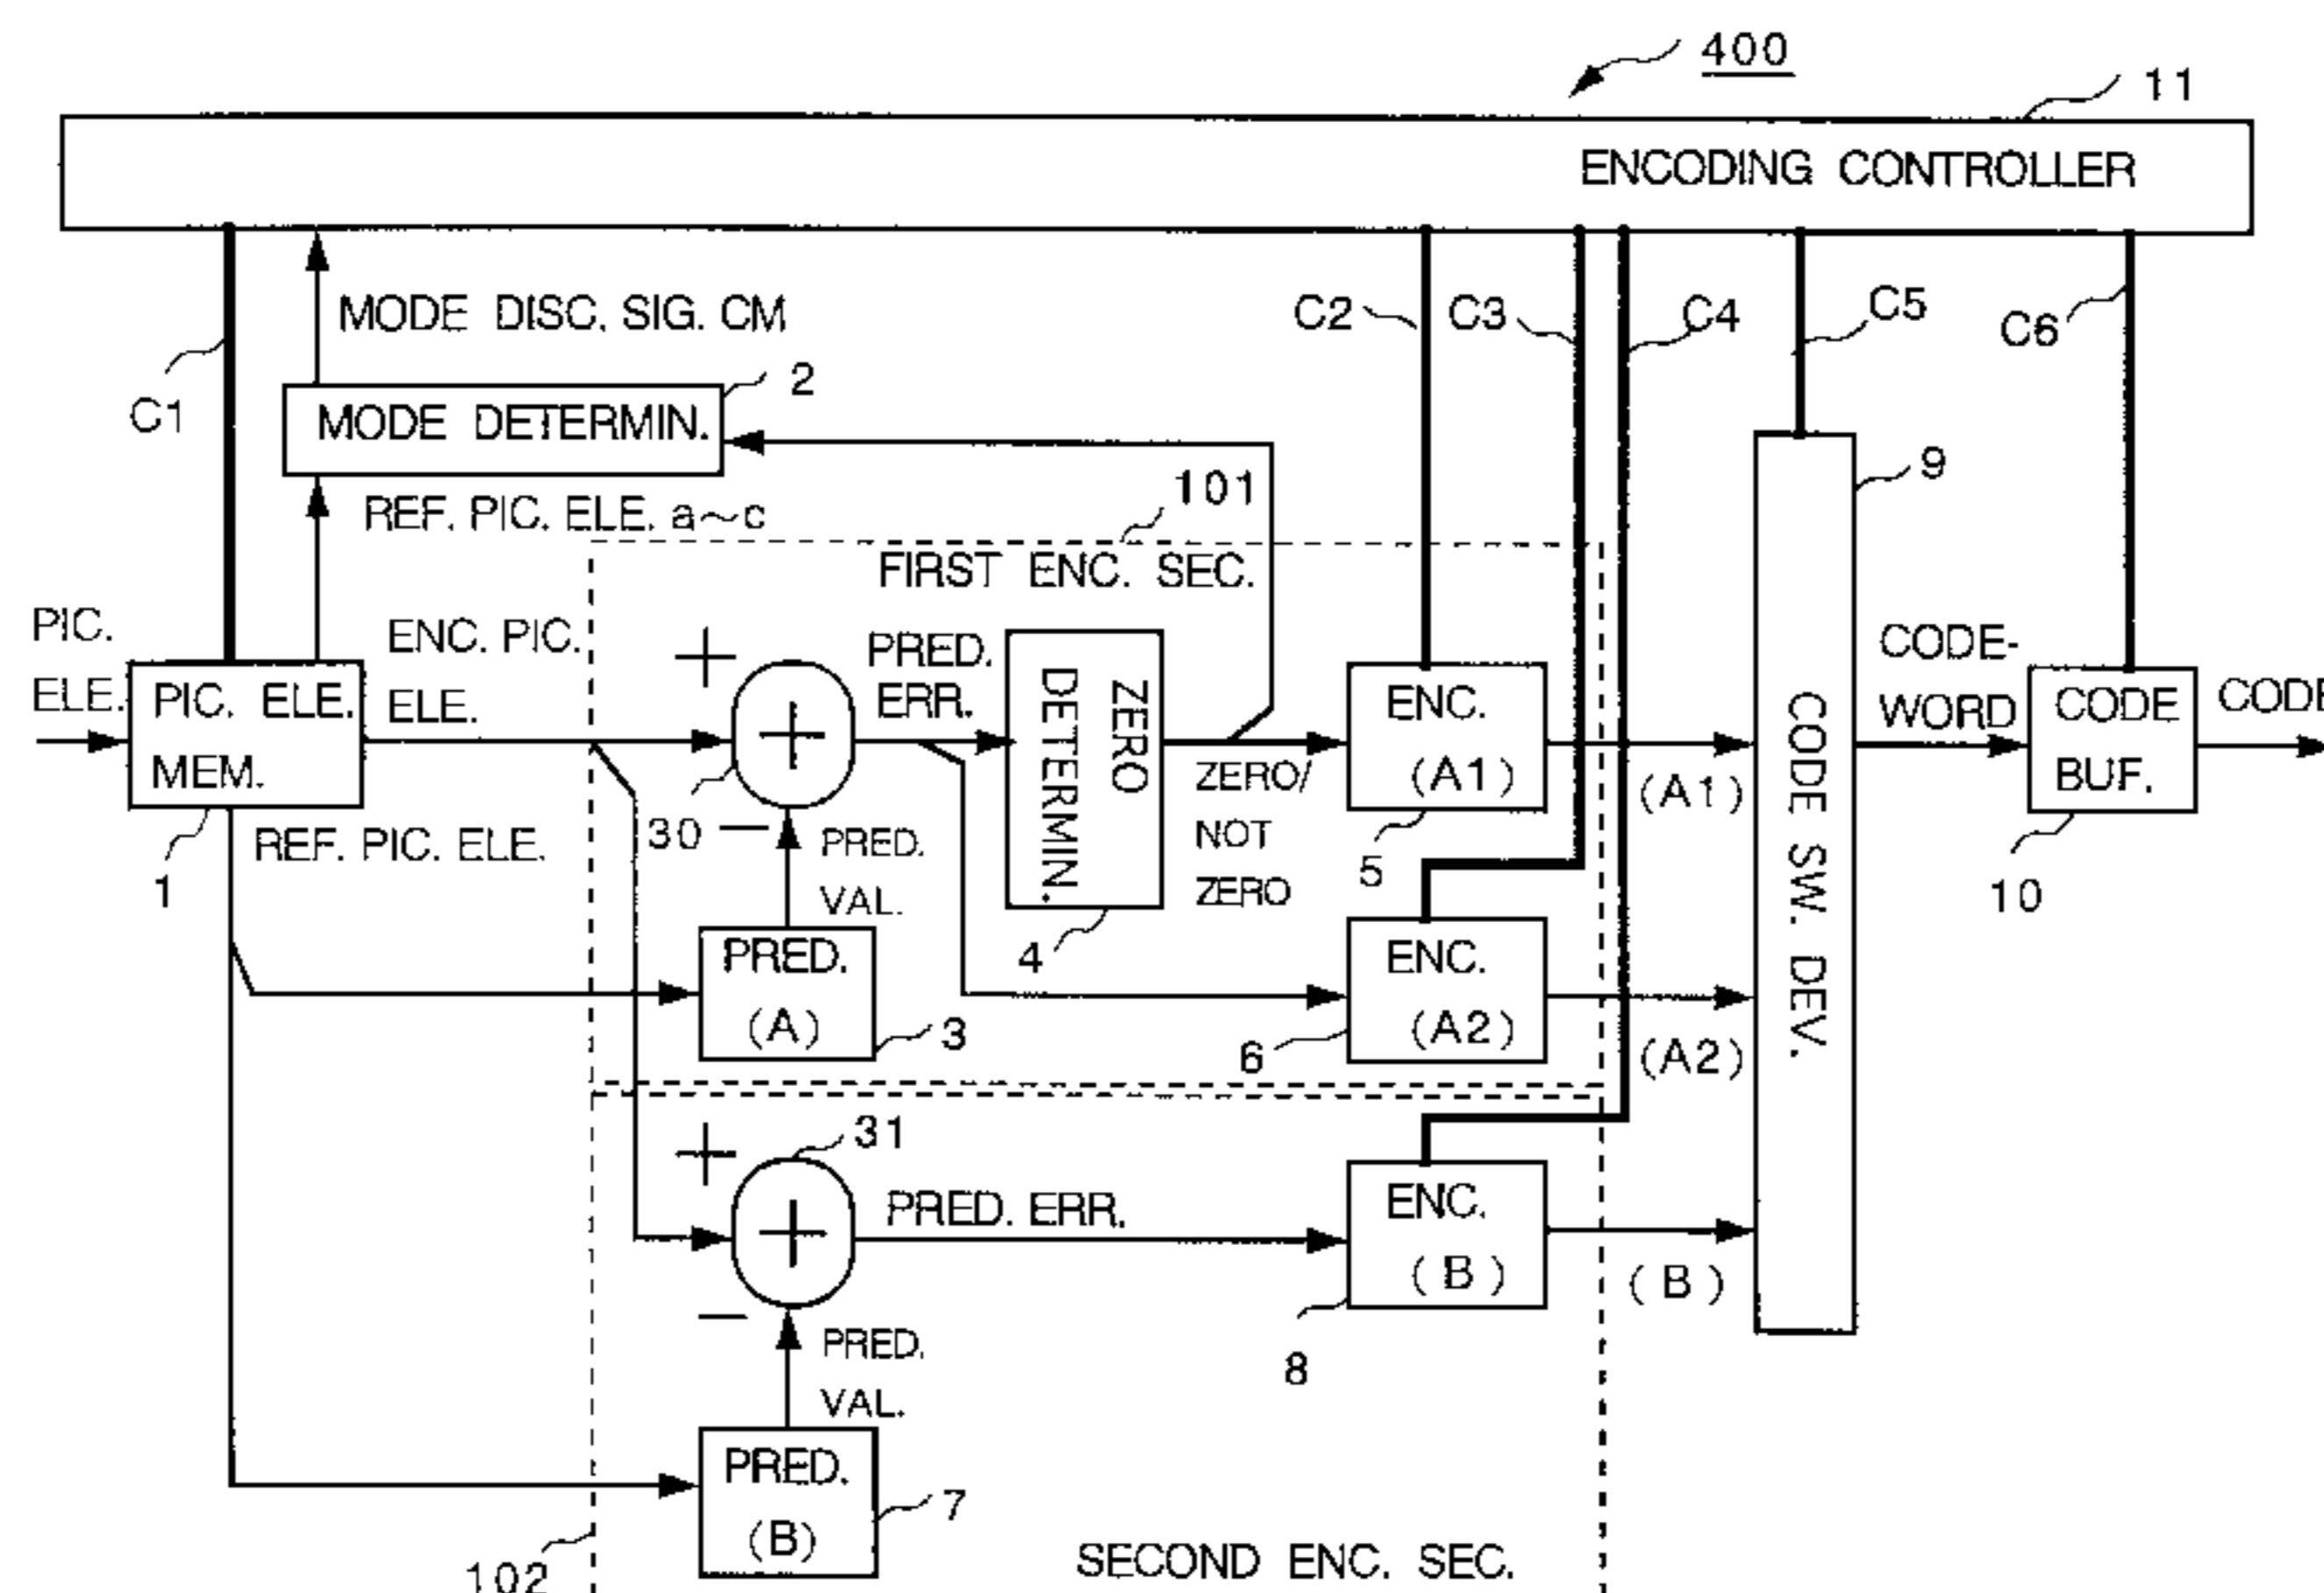 400
11
ENCODING CONTROLLER
MODE DISC. SIG. CM
C1
C2
C3
C4
C5
C6
2
MODE DETERMIN.
REF. PIC. ELE. a~c
101
FIRST ENC. SEC.
9
PIC.
ELE.
PIC. ELE.
MEM.
1
ENC. PIC.
ELE.
REF. PIC. ELE.
+
+
30
−
PRED.
ERR.
ZERO
DETERMIN.
4
ZERO/
NOT
ZERO
PRED.
VAL.
PRED.
(A)
3
ENC.
(A1)
5
(A1)
ENC.
(A2)
6
(A2)
CODE SW. DEV.
CODE-
WORD
CODE
BUF.
10
CODE
+
31
+
−
PRED. ERR.
ENC.
(B)
8
(B)
PRED.
VAL.
PRED.
(B)
7
102
SECOND ENC. SEC.